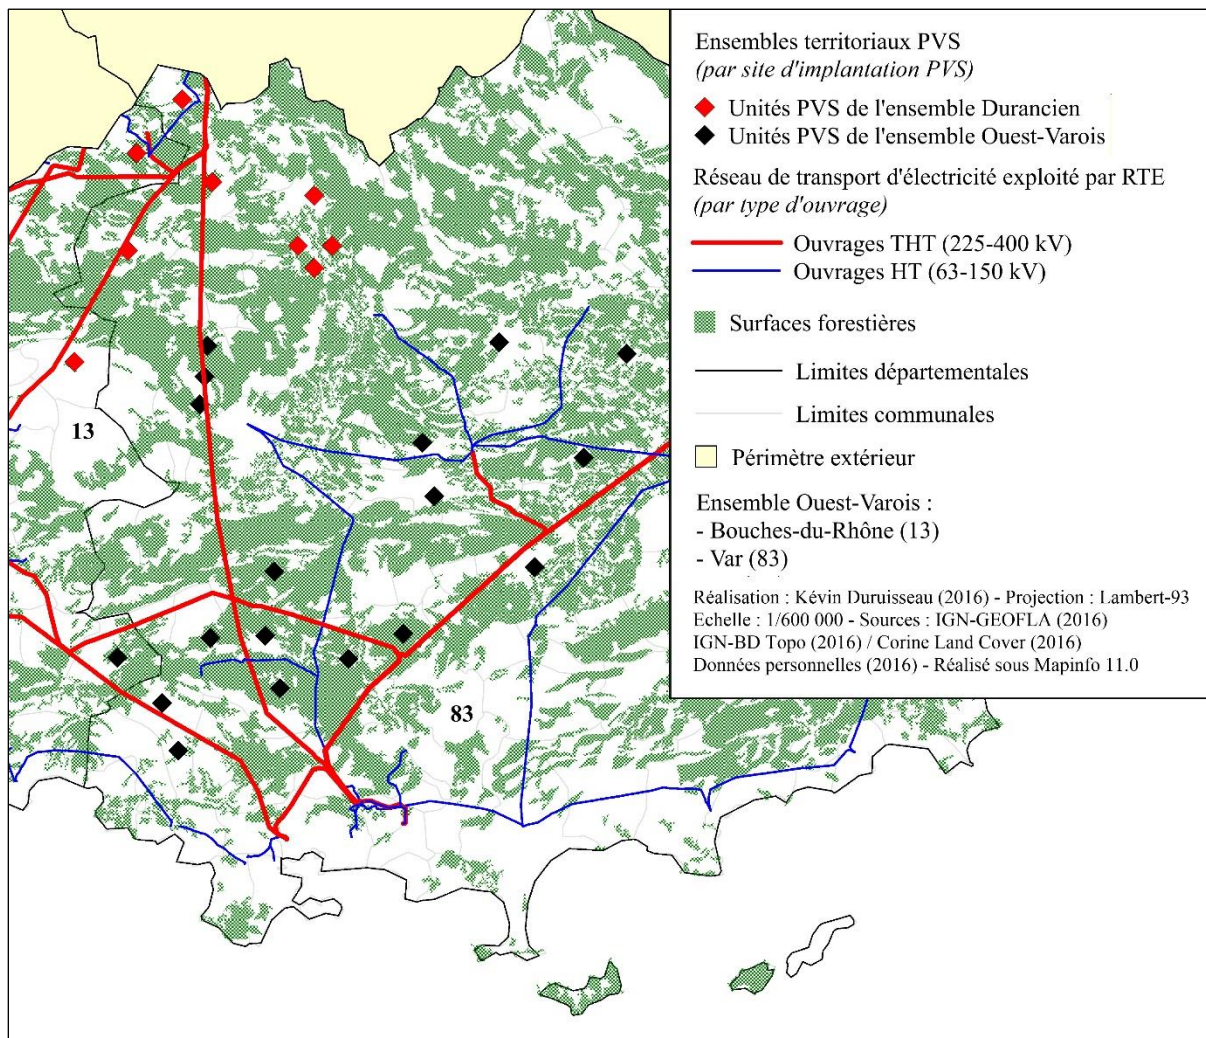 Ensembles territoriaux PVS
(par site d'implantation PVS)
Unités PVS de l'ensemble Durancien
Unités PVS de l'ensemble Ouest-Varois
Réseau de transport d'électricité exploité par RTE
(par type d'ouvrage)
Ouvrages THT (225-400 kV)
Ouvrages HT (63-150 kV)
Surfaces forestières
Limites départementales
Limites communales
Périmètre extérieur
Ensemble Ouest-Varois :
- Bouches-du-Rhône (13)
- Var (83)
Réalisation : Kévin Duruisseau (2016) - Projection : Lambert-93
Echelle : 1/600 000 - Sources : IGN-GEOFLA (2016)
IGN-BD Topo (2016) / Corine Land Cover (2016)
Données personnelles (2016) - Réalisé sous Mapinfo 11.0
13
83